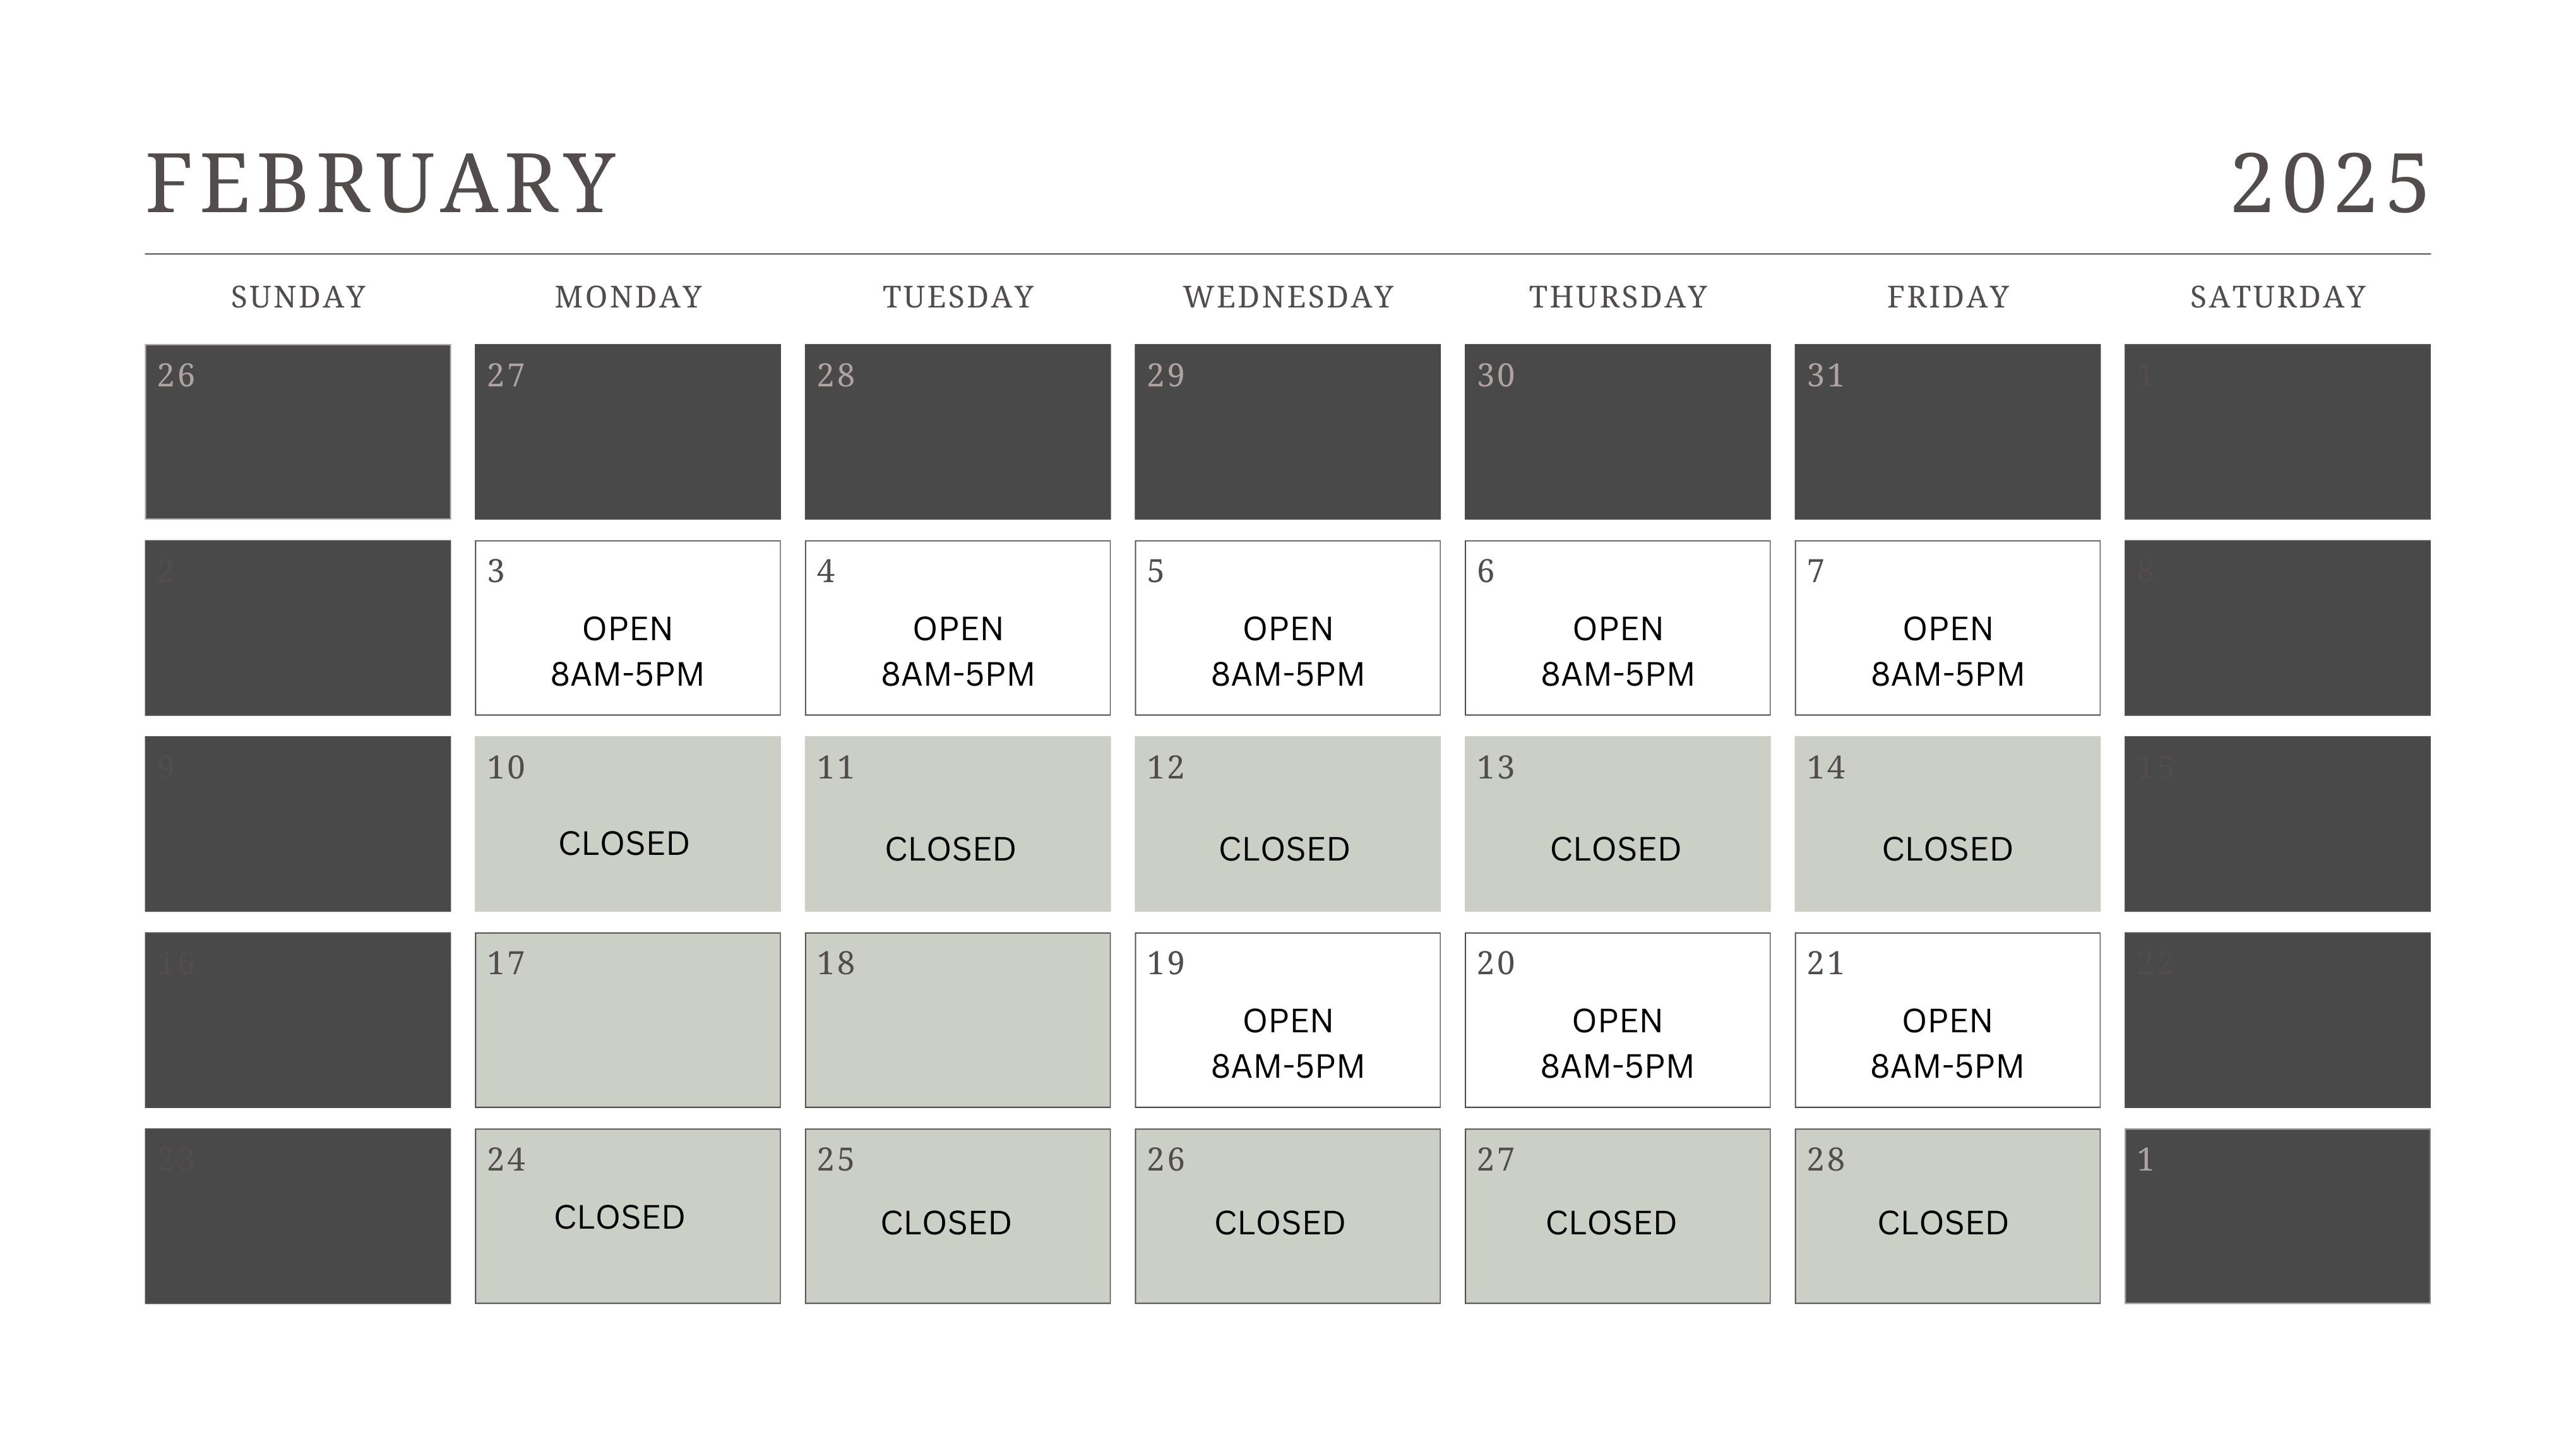 FEBRUARY 2025
SUNDAY MONDAY TUESDAY WEDNESDAY THURSDAY FRIDAY SATURDAY
26 27 28 29 30 31 1
2 3 4 5 6 7 8
OPEN OPEN OPEN OPEN OPEN
8AM-5PM 8AM-5PM 8AM-5PM 8AM-5PM 8AM-5PM
9 10 11 12 13 14 15
CLOSED CLOSED CLOSED CLOSED CLOSED
16 17 18 19 20 21 22
OPEN OPEN OPEN
8AM-5PM 8AM-5PM 8AM-5PM
23 24 25 26 27 28 1
CLOSED CLOSED CLOSED CLOSED CLOSED